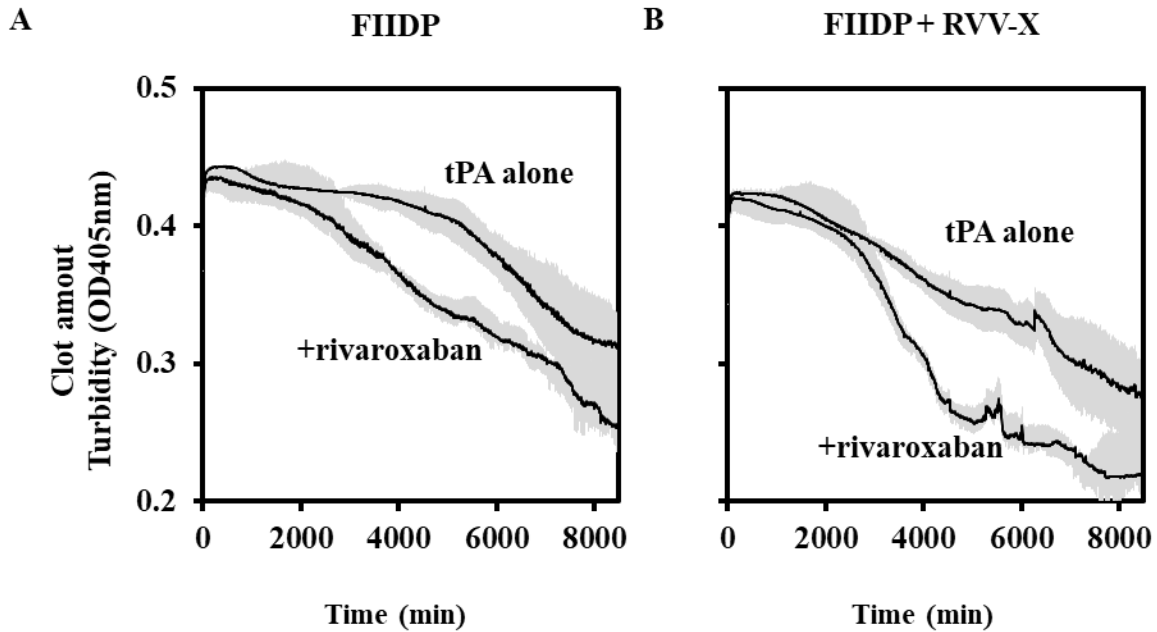 A
FIIDP
B
FIIDP + RVV-X
Clot amout
Turbidity (OD405nm)
0.5
0.4
0.3
0.2
tPA alone
+rivaroxaban
0
2000
4000
6000
8000
Time (min)
tPA alone
+rivaroxaban
0
2000
4000
6000
8000
Time (min)